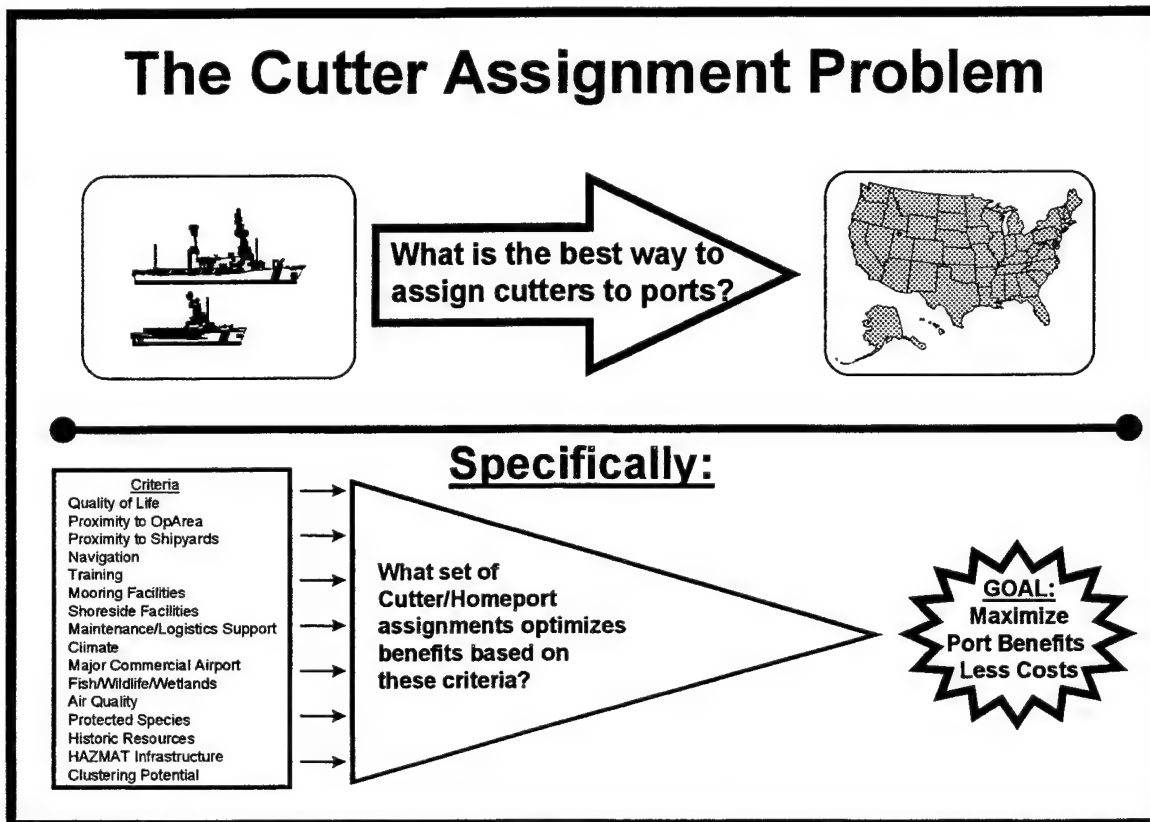 The Cutter Assignment Problem
What is the best way to
assign cutters to ports?
Specifically:
Criteria
Quality of Life
Proximity to OpArea
Proximity to Shipyards
Navigation
Training
Mooring Facilities
Shoreside Facilities
Maintenance/Logistics Support
Climate
Major Commercial Airport
Fish/Wildlife/Wetlands
Air Quality
Protected Species
Historic Resources
HAZMAT Infrastructure
Clustering Potential
What set of
Cutter/Homeport
assignments optimizes
benefits based on
these criteria?
GOAL:
Maximize
Port Benefits
Less Costs